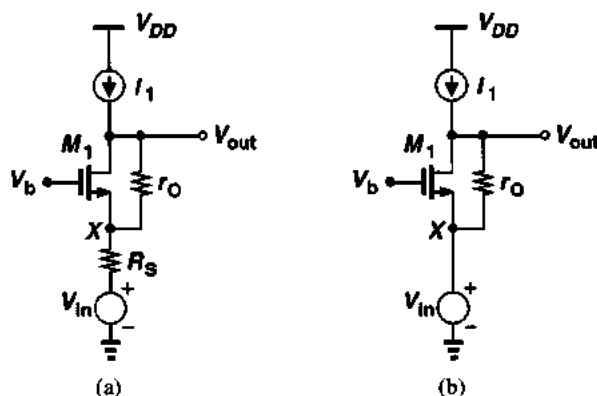 V_DD
I_1
M_1
V_out
V_b
r_O
X
R_S
V_in
+
−
(a)
V_DD
I_1
M_1
V_out
V_b
r_O
X
V_in
+
−
(b)